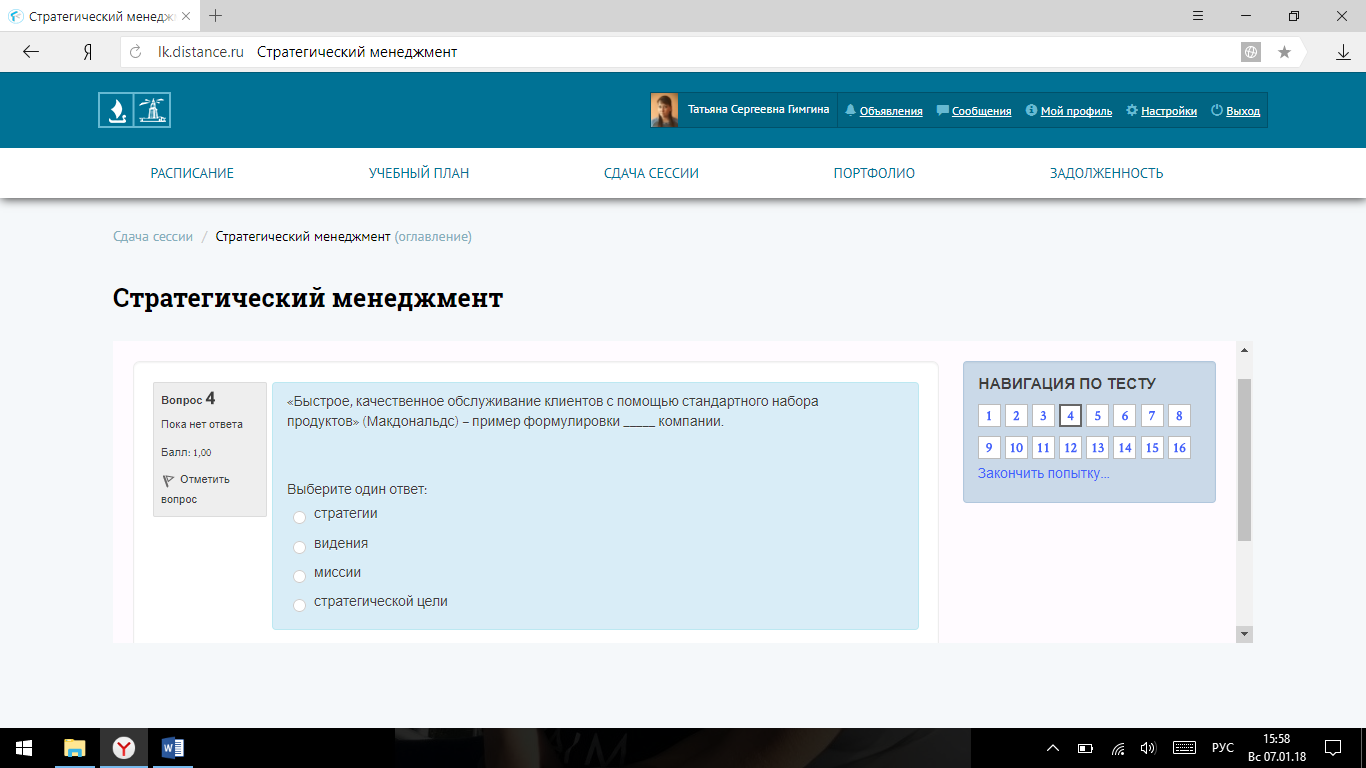 Стратегический менедж
lk.distance.ru Стратегический менеджмент
Татьяна Сергеевна Гимгина Объявления Сообщения Мой профиль Настройки Выход
РАСПИСАНИЕ УЧЕБНЫЙ ПЛАН СДАЧА СЕССИИ ПОРТФОЛИО ЗАДОЛЖЕННОСТЬ
Сдача сессии / Стратегический менеджмент (оглавление)
Стратегический менеджмент
Вопрос 4
Пока нет ответа
Балл: 1,00
Отметить
вопрос
«Быстрое, качественное обслуживание клиентов с помощью стандартного набора
продуктов» (Макдональдс) – пример формулировки _____ компании.
Выберите один ответ:
стратегии
видения
миссии
стратегической цели
НАВИГАЦИЯ ПО ТЕСТУ
1 2 3 4 5 6 7 8
9 10 11 12 13 14 15 16
Закончить попытку...
РУС
15:58
Вс 07.01.18